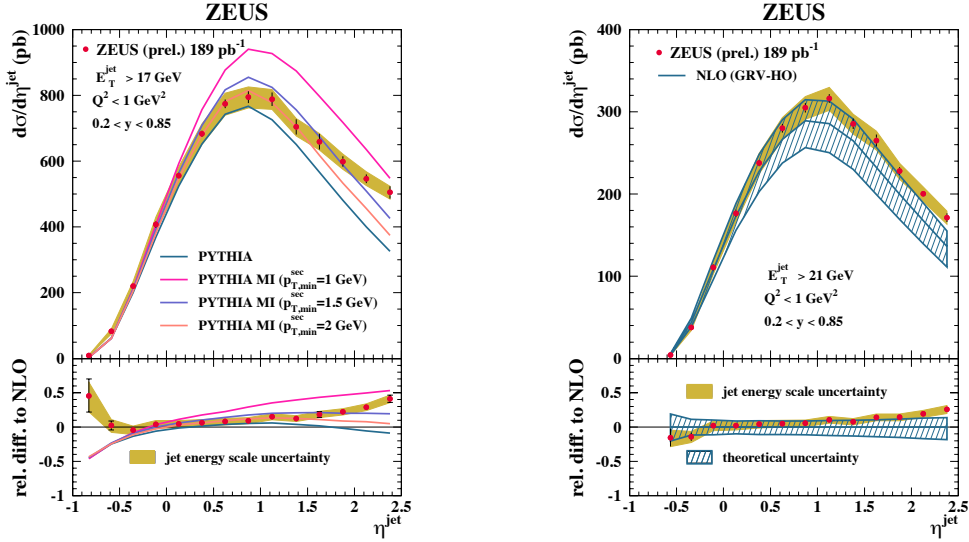 ZEUS
dσ/dη^jet (pb)
1000
800
600
400
200
0
ZEUS (prel.) 189 pb^-1
E_T^jet > 17 GeV
Q^2 < 1 GeV^2
0.2 < y < 0.85
PYTHIA
PYTHIA MI (p_T,min^sec=1 GeV)
PYTHIA MI (p_T,min^sec=1.5 GeV)
PYTHIA MI (p_T,min^sec=2 GeV)
rel. diff. to NLO
0.5
0
-0.5
-1
jet energy scale uncertainty
-1 -0.5 0 0.5 1 1.5 2 2.5
η^jet
ZEUS
dσ/dη^jet (pb)
400
300
200
100
0
ZEUS (prel.) 189 pb^-1
NLO (GRV-HO)
E_T^jet > 21 GeV
Q^2 < 1 GeV^2
0.2 < y < 0.85
rel. diff. to NLO
0.5
0
-0.5
-1
jet energy scale uncertainty
theoretical uncertainty
-1 -0.5 0 0.5 1 1.5 2 2.5
η^jet